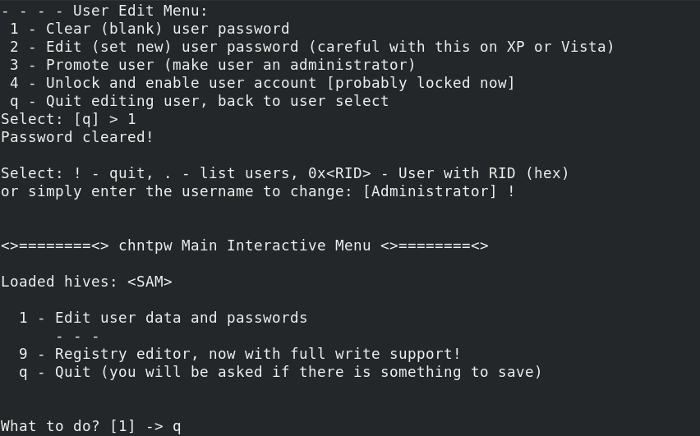 - - - - User Edit Menu:
 1 - Clear (blank) user password
 2 - Edit (set new) user password (careful with this on XP or Vista)
 3 - Promote user (make user an administrator)
 4 - Unlock and enable user account [probably locked now]
 q - Quit editing user, back to user select
Select: [q] > 1
Password cleared!
Select: ! - quit, . - list users, 0x<RID> - User with RID (hex)
or simply enter the username to change: [Administrator] !
<>========<> chntpw Main Interactive Menu <>========<>
Loaded hives: <SAM>
  1 - Edit user data and passwords
      - - -
  9 - Registry editor, now with full write support!
  q - Quit (you will be asked if there is something to save)
What to do? [1] -> q